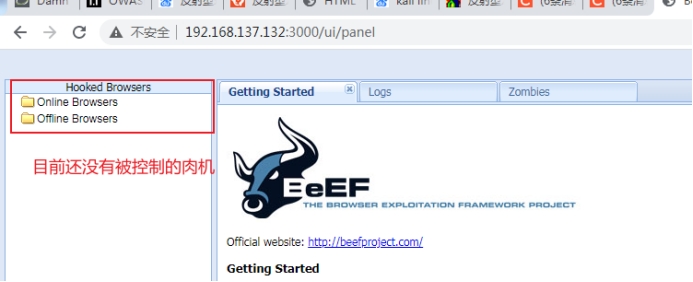 Damn
OWAS
反射型
反射型
HTML
kali lin
反射型
(6条消
(6条消
不安全 | 192.168.137.132:3000/ui/panel
Hooked Browsers
Online Browsers
Offline Browsers
目前还没有被控制的肉机
Getting Started
Logs
Zombies
BeEF
THE BROWSER EXPLOITATION FRAMEWORK PROJECT
Official website: http://beefproject.com/
Getting Started